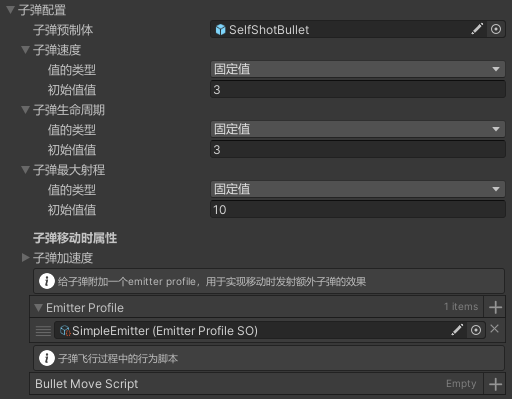 子弹配置
子弹预制体 SelfShotBullet
子弹速度
值的类型 固定值
初始值值 3
子弹生命周期
值的类型 固定值
初始值值 3
子弹最大射程
值的类型 固定值
初始值值 10
子弹移动时属性
子弹加速度
给子弹附加一个emitter profile，用于实现移动时发射额外子弹的效果
Emitter Profile 1 items
SimpleEmitter (Emitter Profile SO)
子弹飞行过程中的行为脚本
Bullet Move Script Empty